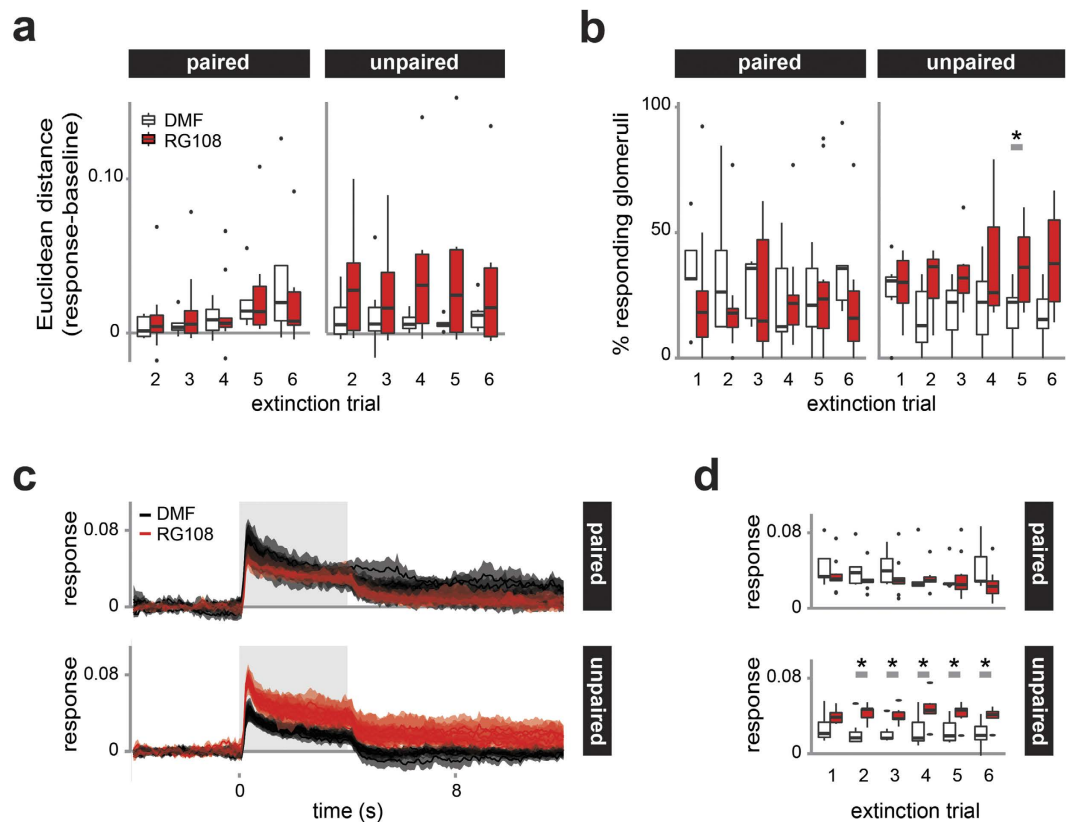 a
paired
unpaired
Euclidean distance
(response-baseline)
DMF
RG108
0.10
0
2 3 4 5 6
2 3 4 5 6
extinction trial
b
paired
unpaired
% responding glomeruli
100
50
0
*
1 2 3 4 5 6
1 2 3 4 5 6
extinction trial
c
DMF
RG108
response
0.08
0
paired
response
0.08
0
unpaired
0 8
time (s)
d
response
0.08
0
paired
response
0.08
0
* * * * *
unpaired
1 2 3 4 5 6
extinction trial